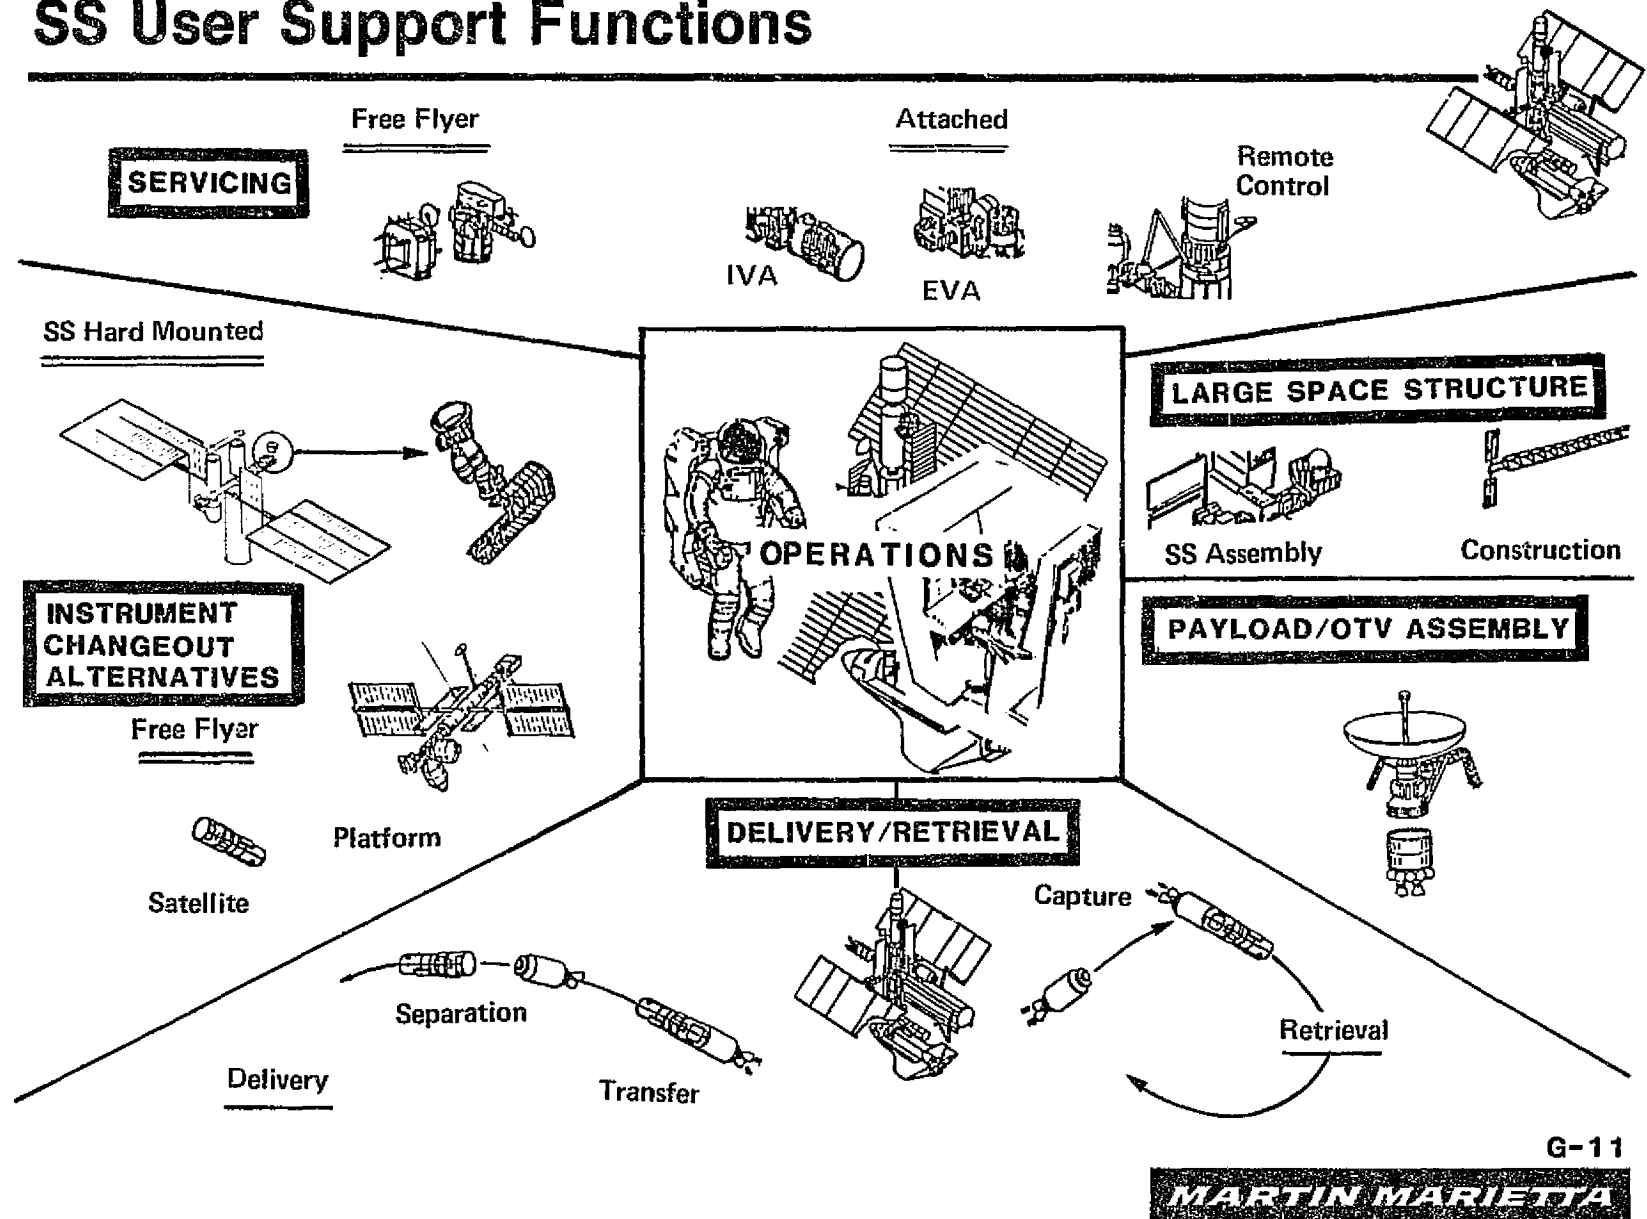 SS User Support Functions
Free Flyer
Attached
SERVICING
Remote
Control
IVA
EVA
SS Hard Mounted
LARGE SPACE STRUCTURE
SS Assembly
Construction
OPERATIONS
INSTRUMENT
CHANGEOUT
ALTERNATIVES
Free Flyer
PAYLOAD/OTV ASSEMBLY
Platform
Satellite
DELIVERY/RETRIEVAL
Capture
Separation
Retrieval
Delivery
Transfer
G-11
MARTIN MARIETTA